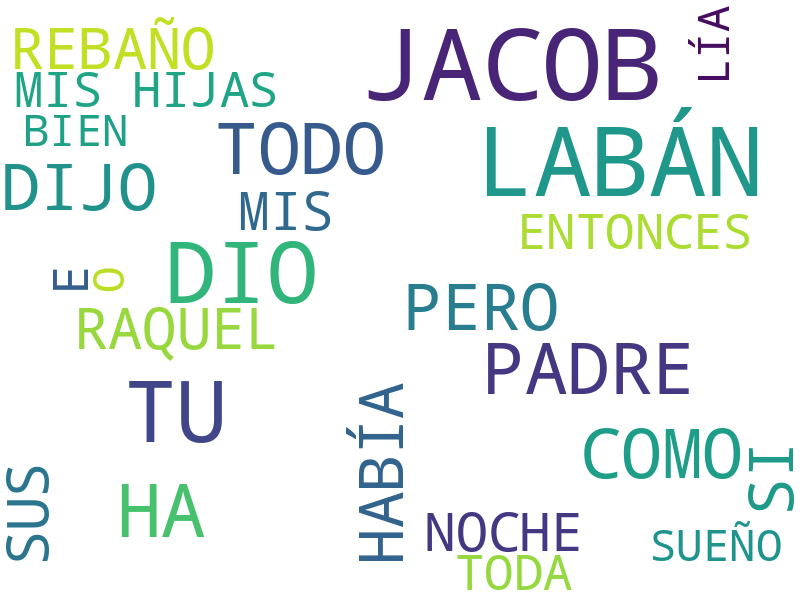 REBAÑO
JACOB
LÍA
MIS HIJAS
BIEN
TODO
LABÁN
DIJO
MIS
ENTONCES
DIO
E
O
RAQUEL
PERO
PADRE
TU
HABÍA
COMO
SI
SUS
HA
NOCHE
SUEÑO
TODA